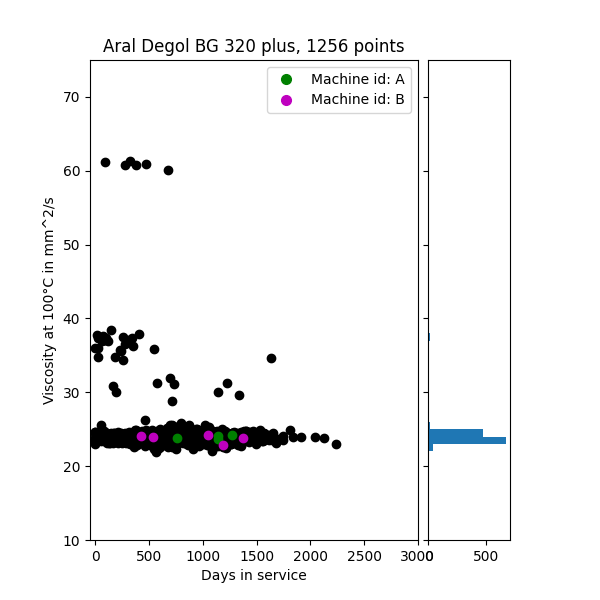 Aral Degol BG 320 plus, 1256 points
Machine id: A
Machine id: B
70
60
50
40
30
20
10
Viscosity at 100°C in mm^2/s
0 500 1000 1500 2000 2500 3000 0 500
Days in service